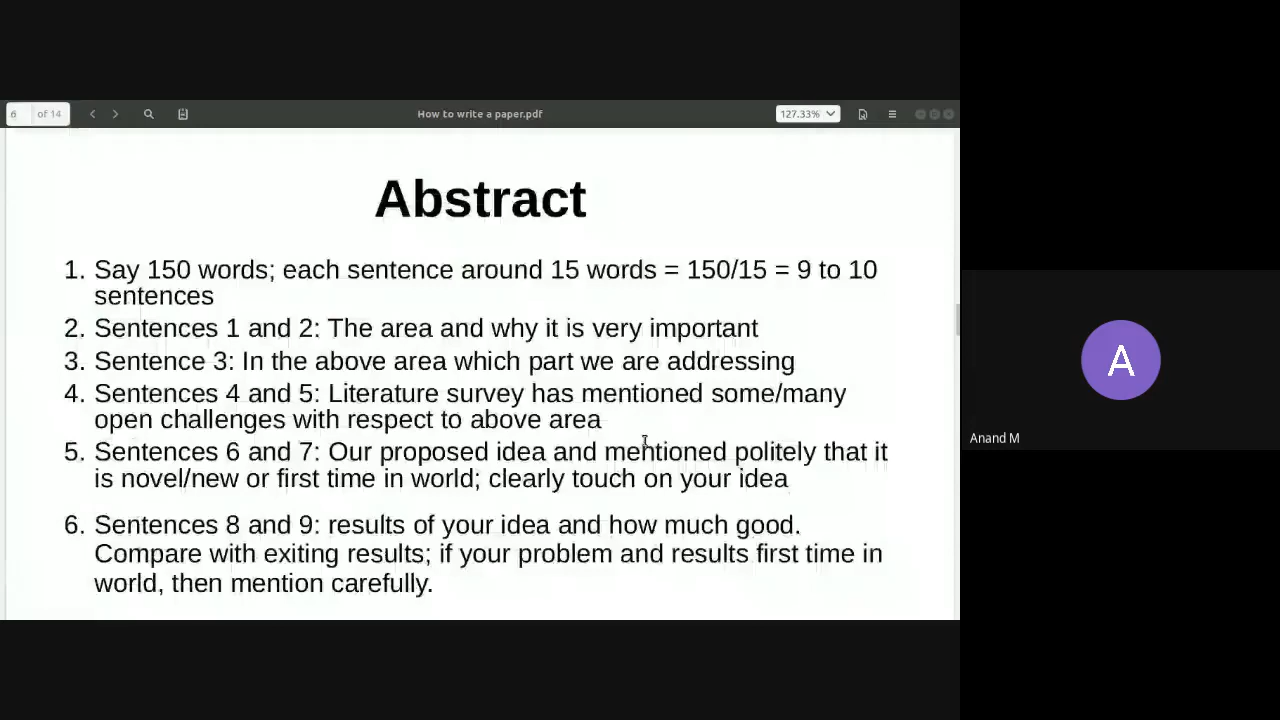 6 of 14
How to write a paper.pdf
127.33%
Abstract
1. Say 150 words; each sentence around 15 words = 150/15 = 9 to 10
sentences
2. Sentences 1 and 2: The area and why it is very important
3. Sentence 3: In the above area which part we are addressing
4. Sentences 4 and 5: Literature survey has mentioned some/many
open challenges with respect to above area
5. Sentences 6 and 7: Our proposed idea and mentioned politely that it
is novel/new or first time in world; clearly touch on your idea
6. Sentences 8 and 9: results of your idea and how much good.
Compare with exiting results; if your problem and results first time in
world, then mention carefully.
A
Anand M